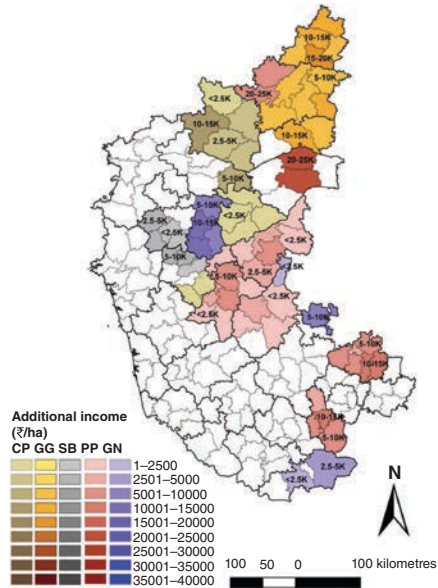 10-15K
15-20K
5-10K
<2.5K
20-25K
10-15K
10-15K
2.5-5K
20-25K
5-10K
5-10K
2.5-5K
<2.5K
10-15K
<2.5K
<2.5K
5-10K
5-10K
2.5-5K
<2.5K
<2.5K
<2.5K
5-10K
5-10K
10-15K
10-15K
5-10K
2.5-5K
<2.5K
Additional income
(₹/ha)
CP GG SB PP GN
1–2500
2501–5000
5001–10000
10001–15000
15001–20000
20001–25000
25001–30000
30001–35000
35001–40000
N
100 50 0 100 kilometres